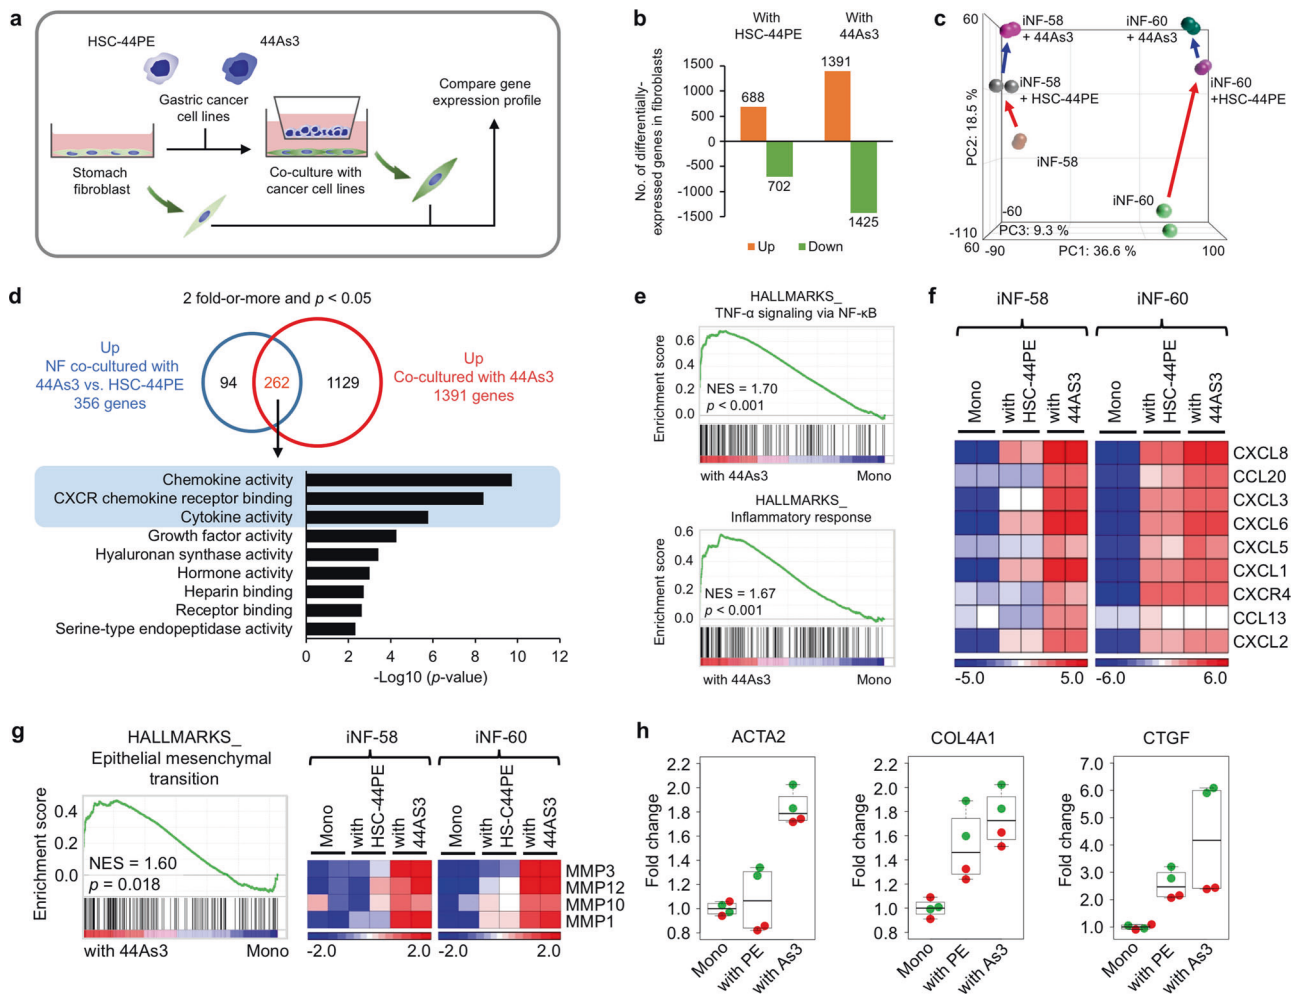 a
HSC-44PE
44As3
Gastric cancer
cell lines
Compare gene
expression profile
Stomach
fibroblast
Co-culture with
cancer cell lines
b
With
HSC-44PE
With
44As3
No. of differentially-
expressed genes in fibroblasts
1500
1000
500
0
-500
-1000
-1500
688
702
1391
1425
Up
Down
c
60
iNF-58
+ 44As3
iNF-60
+ 44As3
iNF-58
+ HSC-44PE
iNF-60
+HSC-44PE
iNF-58
iNF-60
PC2: 18.5 %
-60
-110
PC3: 9.3 %
60
-90
PC1: 36.6 %
100
d
2 fold-or-more and p < 0.05
Up
NF co-cultured with
44As3 vs. HSC-44PE
356 genes
94
262
1129
Up
Co-cultured with 44As3
1391 genes
Chemokine activity
CXCR chemokine receptor binding
Cytokine activity
Growth factor activity
Hyaluronan synthase activity
Hormone activity
Heparin binding
Receptor binding
Serine-type endopeptidase activity
0 2 4 6 8 10 12
-Log10 (p-value)
e
HALLMARKS_
TNF-α signaling via NF-κB
Enrichment score
0.6
0.4
0.2
0.0
NES = 1.70
p < 0.001
with 44As3
Mono
HALLMARKS_
Inflammatory response
Enrichment score
0.6
0.4
0.2
0.0
NES = 1.67
p < 0.001
with 44As3
Mono
f
iNF-58
iNF-60
Mono
with
HSC-44PE
with
44AS3
Mono
with
HSC-44PE
with
44AS3
CXCL8
CCL20
CXCL3
CXCL6
CXCL5
CXCL1
CXCR4
CCL13
CXCL2
-5.0
5.0
-6.0
6.0
g
HALLMARKS_
Epithelial mesenchymal
transition
Enrichment score
0.4
0.2
0.0
NES = 1.60
p = 0.018
with 44As3
Mono
iNF-58
iNF-60
Mono
with
HSC-44PE
with
44AS3
Mono
with
HS-C44PE
with
44AS3
MMP3
MMP12
MMP10
MMP1
-2.0
2.0
-2.0
2.0
h
ACTA2
Fold change
2.2
2.0
1.8
1.6
1.4
1.2
1.0
0.8
Mono
with PE
with As3
COL4A1
Fold change
2.2
2.0
1.8
1.6
1.4
1.2
1.0
0.8
Mono
with PE
with As3
CTGF
Fold change
7.0
6.0
5.0
4.0
3.0
2.0
1.0
Mono
with PE
with As3